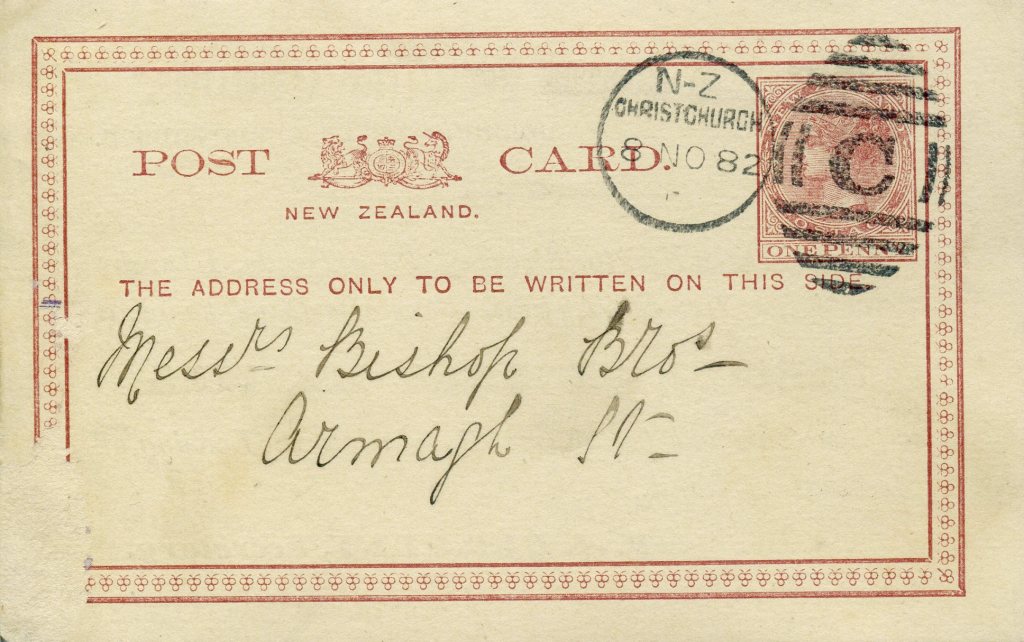 N-Z
CHRISTCHURCH
8 NO 82
C
POST CARD.
NEW ZEALAND.
ONE PENNY
THE ADDRESS ONLY TO BE WRITTEN ON THIS SIDE
Messrs Bishop Bros
Armagh St